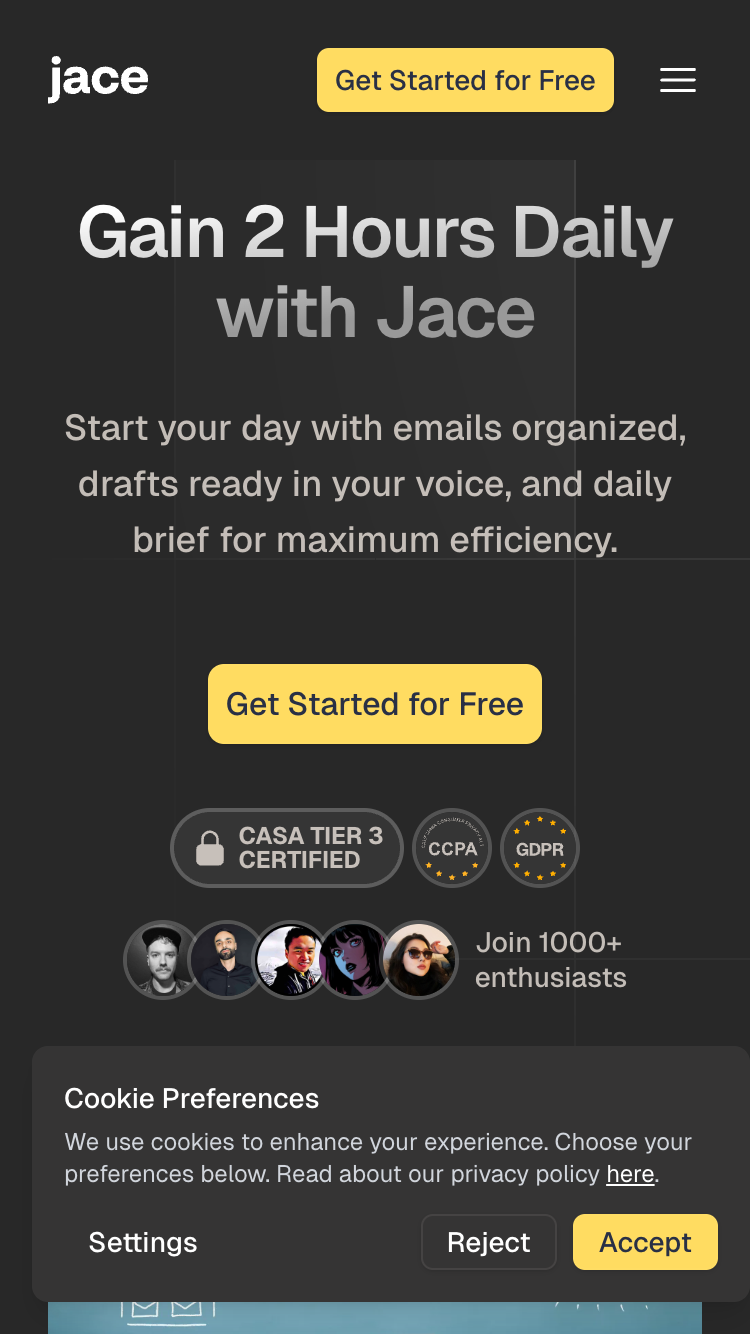 jace
Get Started for Free
Gain 2 Hours Daily
with Jace
Start your day with emails organized,
drafts ready in your voice, and daily
brief for maximum efficiency.
Get Started for Free
CASA TIER 3
CERTIFIED
CCPA
GDPR
Join 1000+
enthusiasts
Cookie Preferences
We use cookies to enhance your experience. Choose your
preferences below. Read about our privacy policy here.
Settings
Reject
Accept